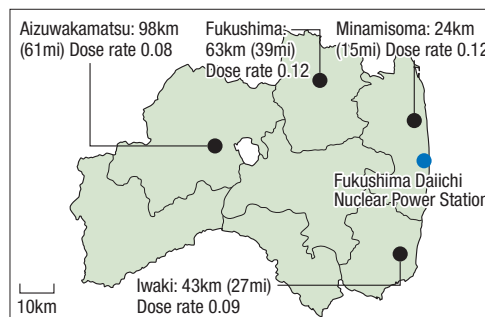 Aizuwakamatsu: 98km
(61mi) Dose rate 0.08
Fukushima:
63km (39mi)
Dose rate 0.12
Minamisoma: 24km
(15mi) Dose rate 0.12
Fukushima Daiichi
Nuclear Power Station
Iwaki: 43km (27mi)
Dose rate 0.09
10km